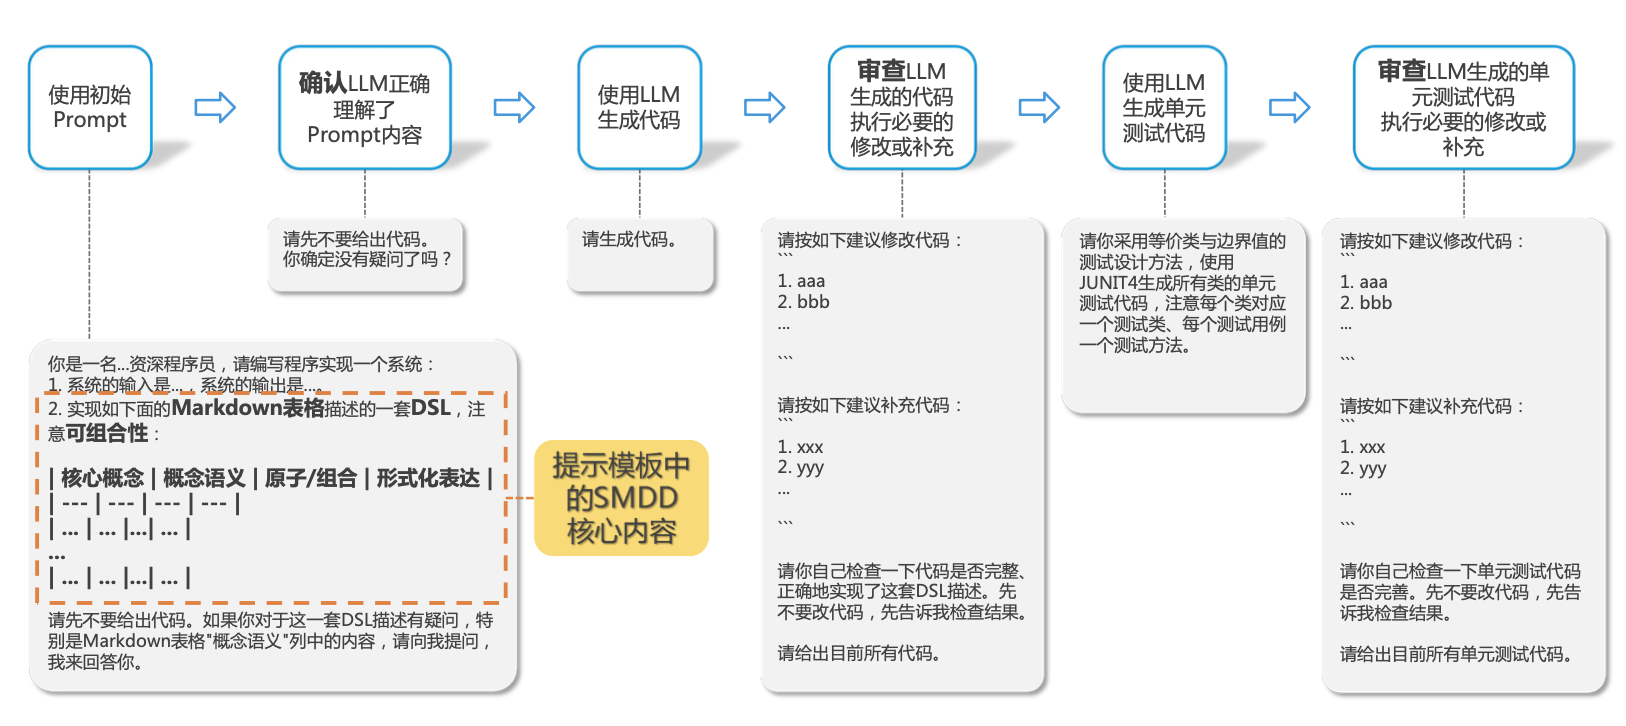 使用初始
Prompt
确认LLM正确
理解了
Prompt内容
使用LLM
生成代码
审查LLM
生成的代码
执行必要的
修改或补充
使用LLM
生成单元
测试代码
审查LLM生成的单
元测试代码
执行必要的修改或
补充
你是一名...资深程序员，请编写程序实现一个系统：
1. 系统的输入是...，系统的输出是...。
2. 实现如下面的Markdown表格描述的一套DSL，注
意可组合性：
| 核心概念 | 概念语义 | 原子/组合 | 形式化表达 |
| --- | --- | --- | --- |
| ... | ... |...| ... |
...
| ... | ... |...| ... |
请先不要给出代码。如果你对于这一套DSL描述有疑问，特
别是Markdown表格"概念语义"列中的内容，请向我提问，
我来回答你。
提示模板中
的SMDD
核心内容
请先不要给出代码。
你确定没有疑问了吗？
请生成代码。
请按如下建议修改代码：
```
1. aaa
2. bbb
...
```
请按如下建议补充代码：
```
1. xxx
2. yyy
...
```
请你自己检查一下代码是否完整、
正确地实现了这套DSL描述。先
不要改代码，先告诉我检查结果。
请给出目前所有代码。
请你采用等价类与边界值的
测试设计方法，使用
JUNIT4生成所有类的单元
测试代码，注意每个类对应
一个测试类、每个测试用例
一个测试方法。
请按如下建议修改代码：
```
1. aaa
2. bbb
...
```
请按如下建议补充代码：
```
1. xxx
2. yyy
...
```
请你自己检查一下单元测试代码
是否完善。先不要改代码，先告
诉我检查结果。
请给出目前所有单元测试代码。